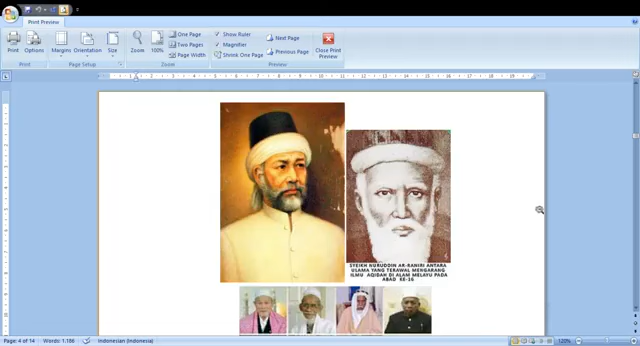 Print Preview
Print
Options
Margins
Orientation
Size
Zoom
100%
One Page
Two Pages
Page Width
Show Ruler
Magnifier
Shrink One Page
Next Page
Previous Page
Close Print
Preview
Print
Page Setup
Zoom
Preview
SYEIKH NURUDDIN AR-RANIRI ANTARA
ULAMA YANG TERAWAL MENGARANG
ILMU AQIDAH DI ALAM MELAYU PADA
ABAD KE-16
Page: 4 of 14
Words: 1.188
Indonesian (Indonesia)
120%